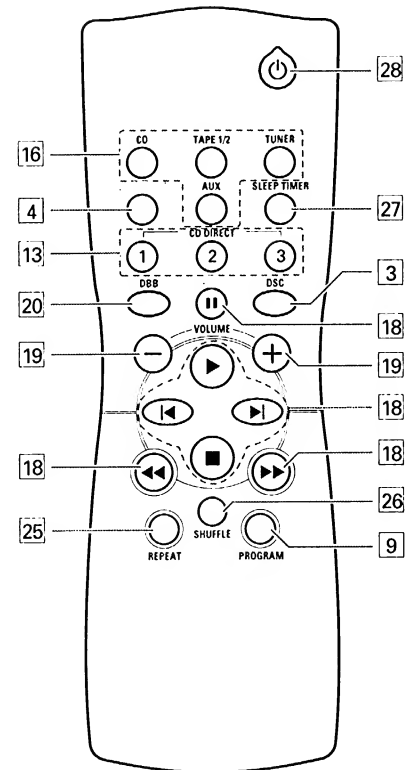 28
CD TAPE 1/2 TUNER
16
AUX SLEEP TIMER
4 27
CD DIRECT
13 1 2 3
DBB DSC 3
20 18
VOLUME
19 − + 19
18
18 18
26
25 SHUFFLE 9
REPEAT PROGRAM